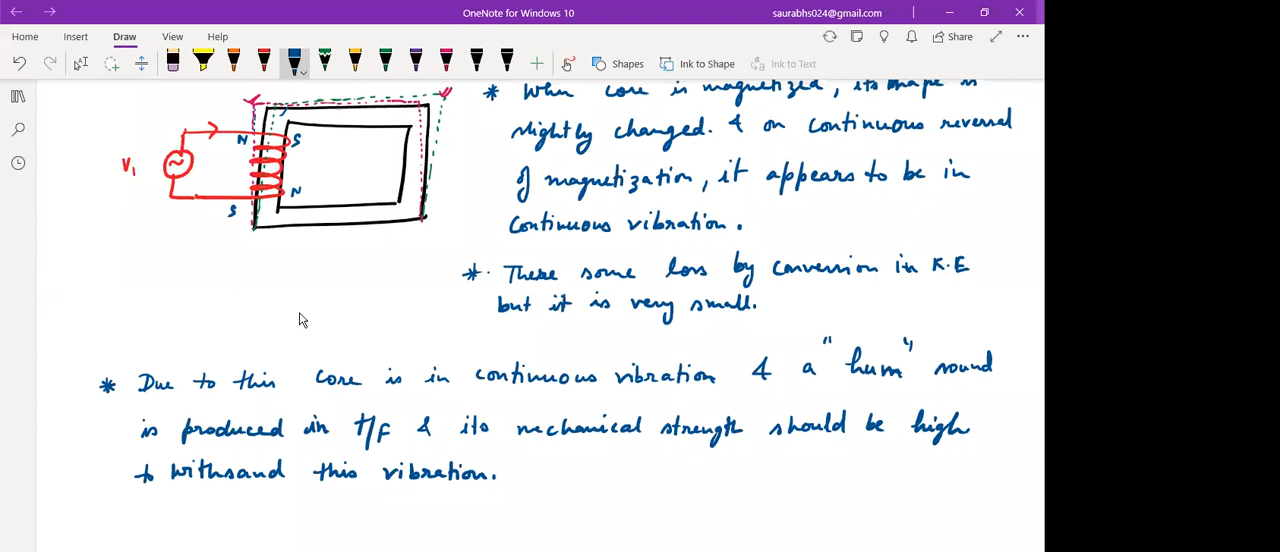 OneNote for Windows 10
saurabhs024@gmail.com
Home Insert Draw View Help
Share
Shapes
Ink to Shape
Ink to Text
* When core is magnetized, its shape is
slightly changed. & on continuous reversal
of magnetization, it appears to be in
continuous vibration.
* There some loss by conversion in K.E
but it is very small.
V1
N S
N
S
* Due to this core is in continuous vibration & a "hum" sound
is produced in T/F & its mechanical strength should be high
to withsand this vibration.